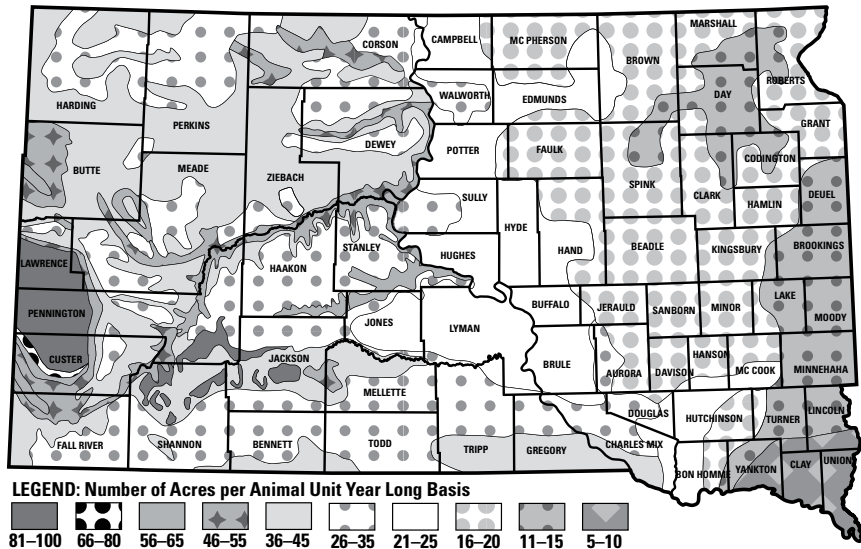 MARSHALL
CAMPBELL MC PHERSON
CORSON
BROWN
ROBERTS
HARDING WALWORTH EDMUNDS DAY
PERKINS GRANT
DEWEY
POTTER FAULK
CODINGTON
BUTTE MEADE ZIEBACH
SPINK CLARK DEUEL
SULLY HAMLIN
HYDE
STANLEY HAND BEADLE KINGSBURY BROOKINGS
LAWRENCE HAAKON HUGHES
BUFFALO JERAULD SANBORN MINOR LAKE
PENNINGTON JONES LYMAN MOODY
CUSTER JACKSON BRULE AURORA DAVISON HANSON MC COOK MINNEHAHA
MELLETTE
DOUGLAS HUTCHINSON TURNER LINCOLN
FALL RIVER SHANNON BENNETT TODD TRIPP GREGORY CHARLES MIX
BON HOMME YANKTON CLAY UNION
LEGEND: Number of Acres per Animal Unit Year Long Basis
81–100 66–80 56–65 46–55 36–45 26–35 21–25 16–20 11–15 5–10